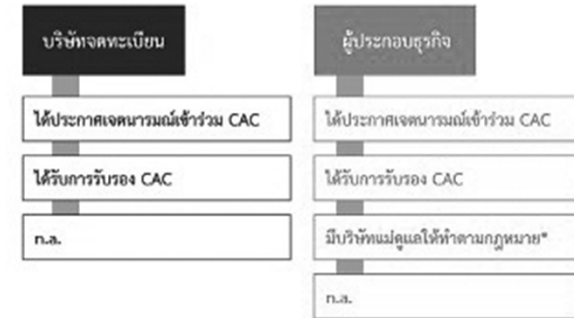 บริษัทจดทะเบียน
ได้ประกาศเจตนารมณ์เข้าร่วม CAC
ได้รับการรับรอง CAC
n.a.
ผู้ประกอบธุรกิจ
ได้ประกาศเจตนารมณ์เข้าร่วม CAC
ได้รับการรับรอง CAC
มีบริษัทแม่ดูแลให้ทำตามกฎหมาย*
n.a.